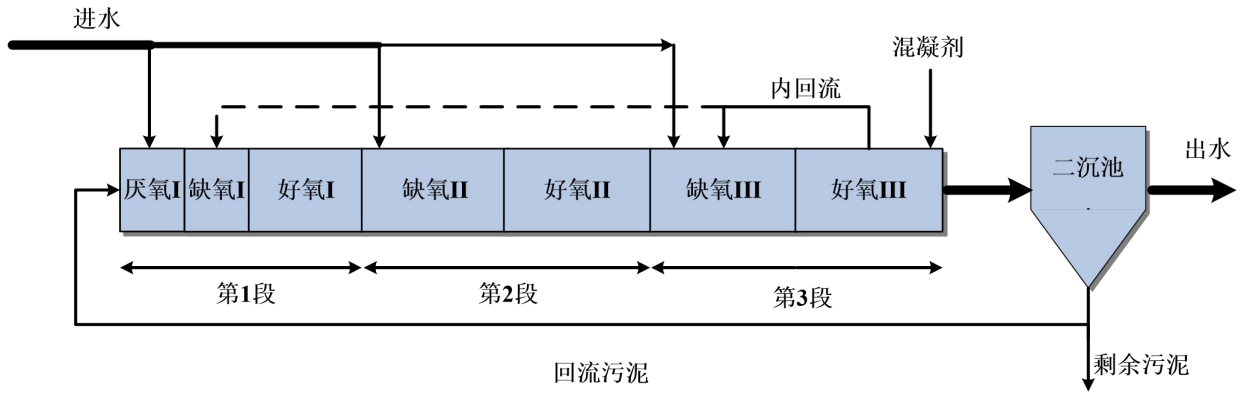 进水
混凝剂
内回流
厌氧I
缺氧I
好氧I
缺氧II
好氧II
缺氧III
好氧III
二沉池
出水
第1段
第2段
第3段
回流污泥
剩余污泥